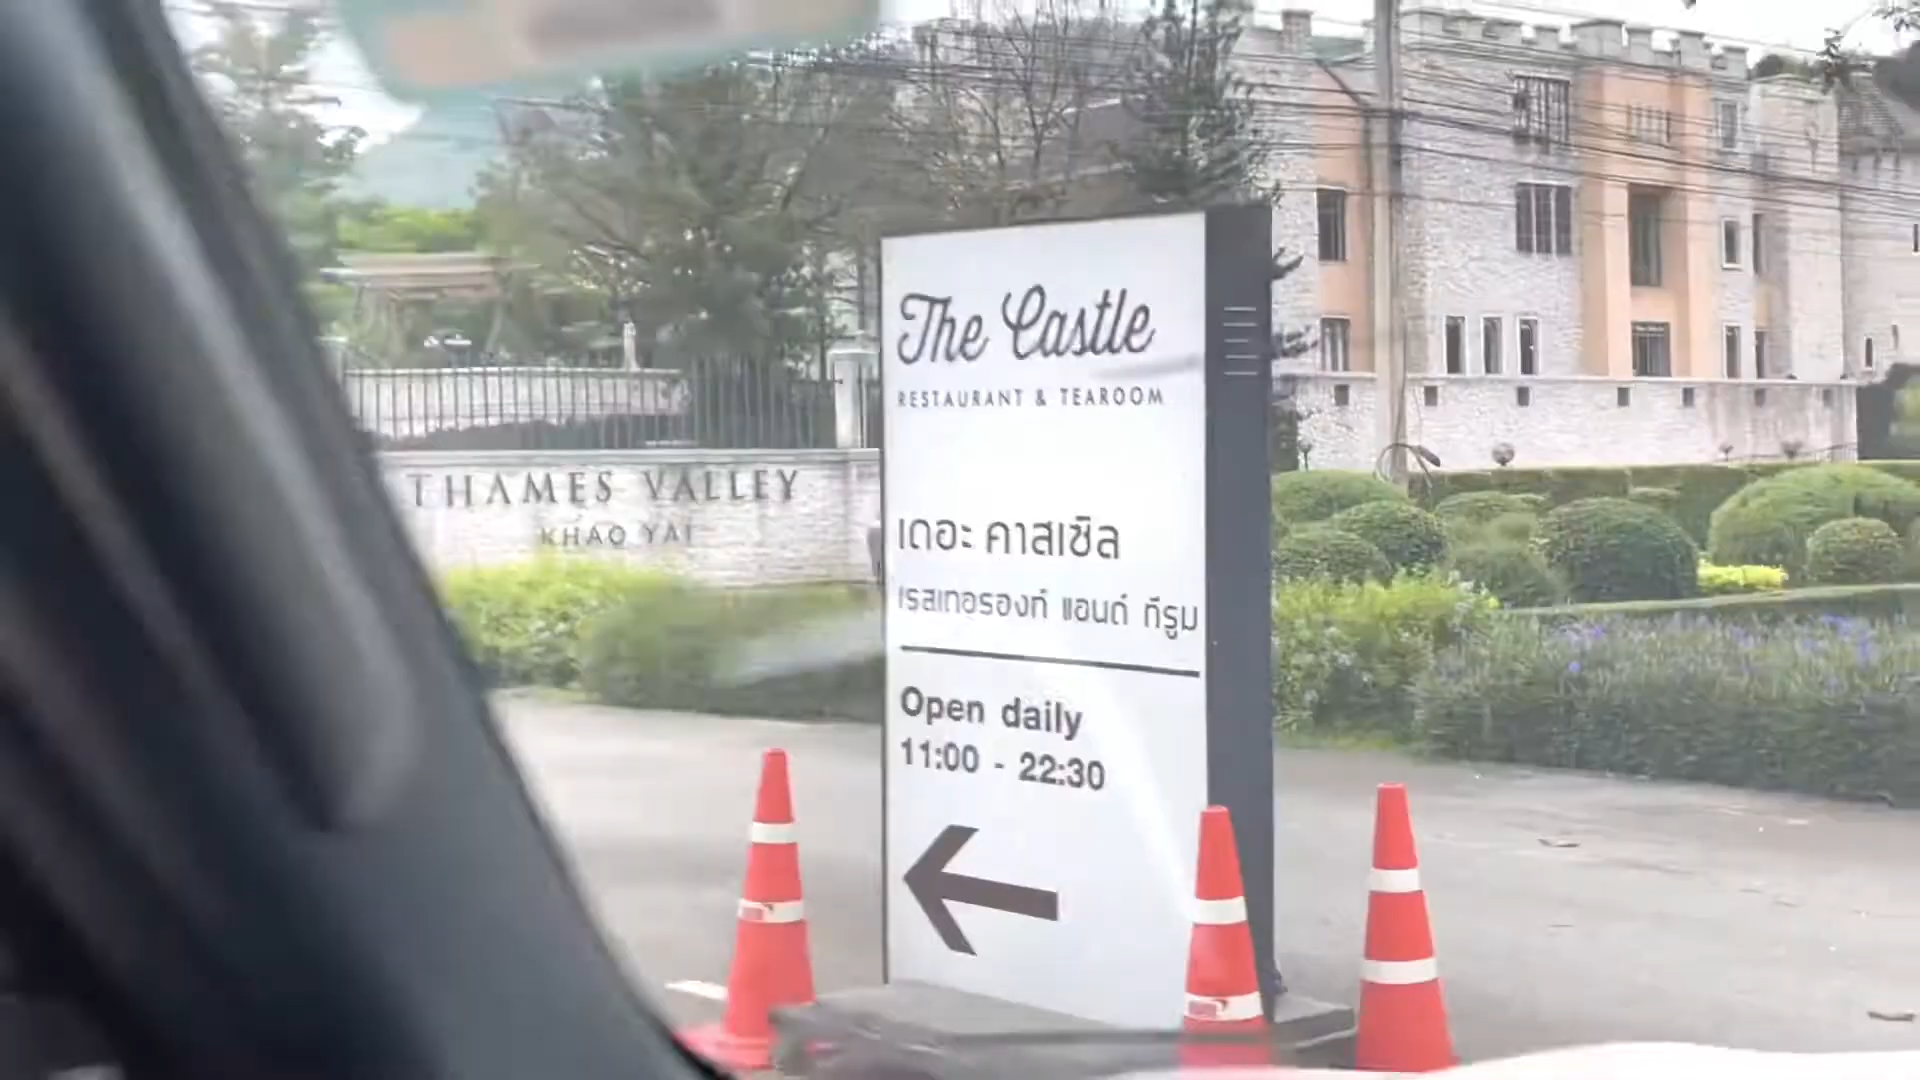 The Castle
RESTAURANT & TEAROOM
เดอะ คาสเซิล
เรสเทอรองท์ แอนด์ ทีรูม
Open daily
11:00 - 22:30
THAMES VALLEY
KHAO YAI